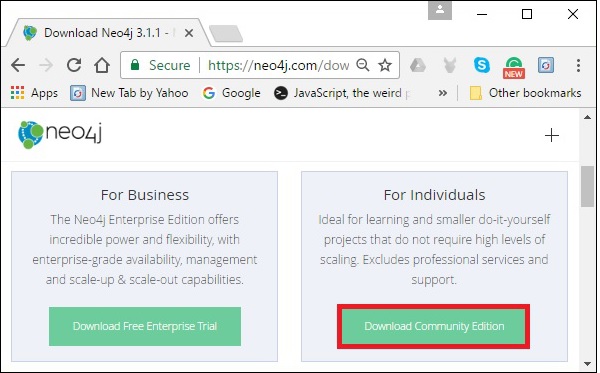 Download Neo4j 3.1.1 -
Secure
https://neo4j.com/dow
NEW
Apps
New Tab by Yahoo
Google
JavaScript, the weird
Other bookmarks
neo4j
For Business
The Neo4j Enterprise Edition offers
incredible power and flexibility, with
enterprise-grade availability, management
and scale-up & scale-out capabilities.
Download Free Enterprise Trial
For Individuals
Ideal for learning and smaller do-it-yourself
projects that do not require high levels of
scaling. Excludes professional services and
support.
Download Community Edition